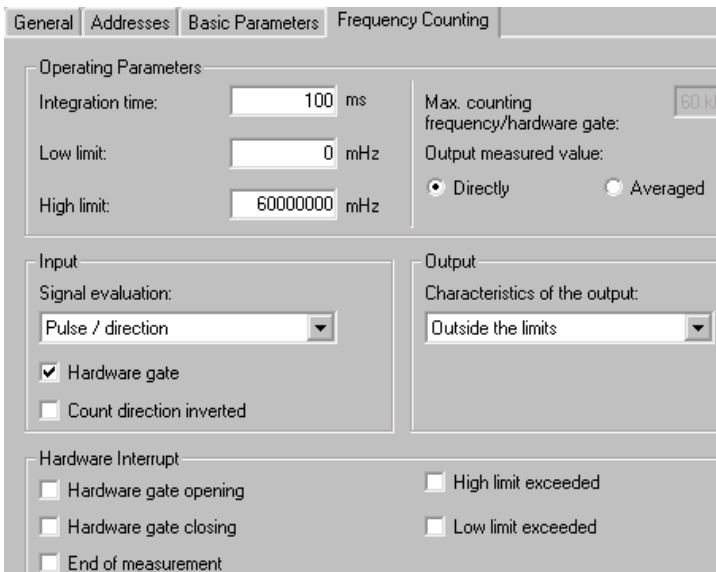 General Addresses Basic Parameters Frequency Counting
Operating Parameters
Integration time: 100 ms
Low limit: 0 mHz
High limit: 60000000 mHz
Max. counting
frequency/hardware gate: 60
Output measured value:
Directly Averaged
Input
Signal evaluation:
Pulse / direction
Hardware gate
Count direction inverted
Output
Characteristics of the output:
Outside the limits
Hardware Interrupt
Hardware gate opening
Hardware gate closing
End of measurement
High limit exceeded
Low limit exceeded